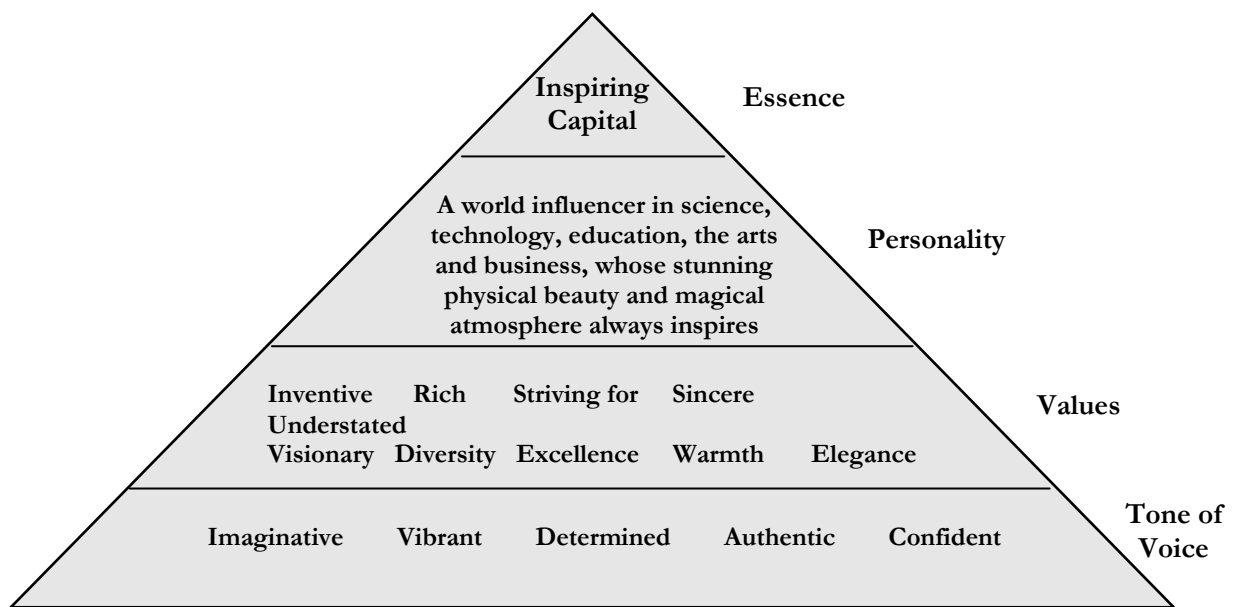 Inspiring
Capital
Essence
A world influencer in science,
technology, education, the arts
and business, whose stunning
physical beauty and magical
atmosphere always inspires
Personality
Inventive Rich Striving for Sincere
Understated
Visionary Diversity Excellence Warmth Elegance
Values
Imaginative Vibrant Determined Authentic Confident
Tone of
Voice